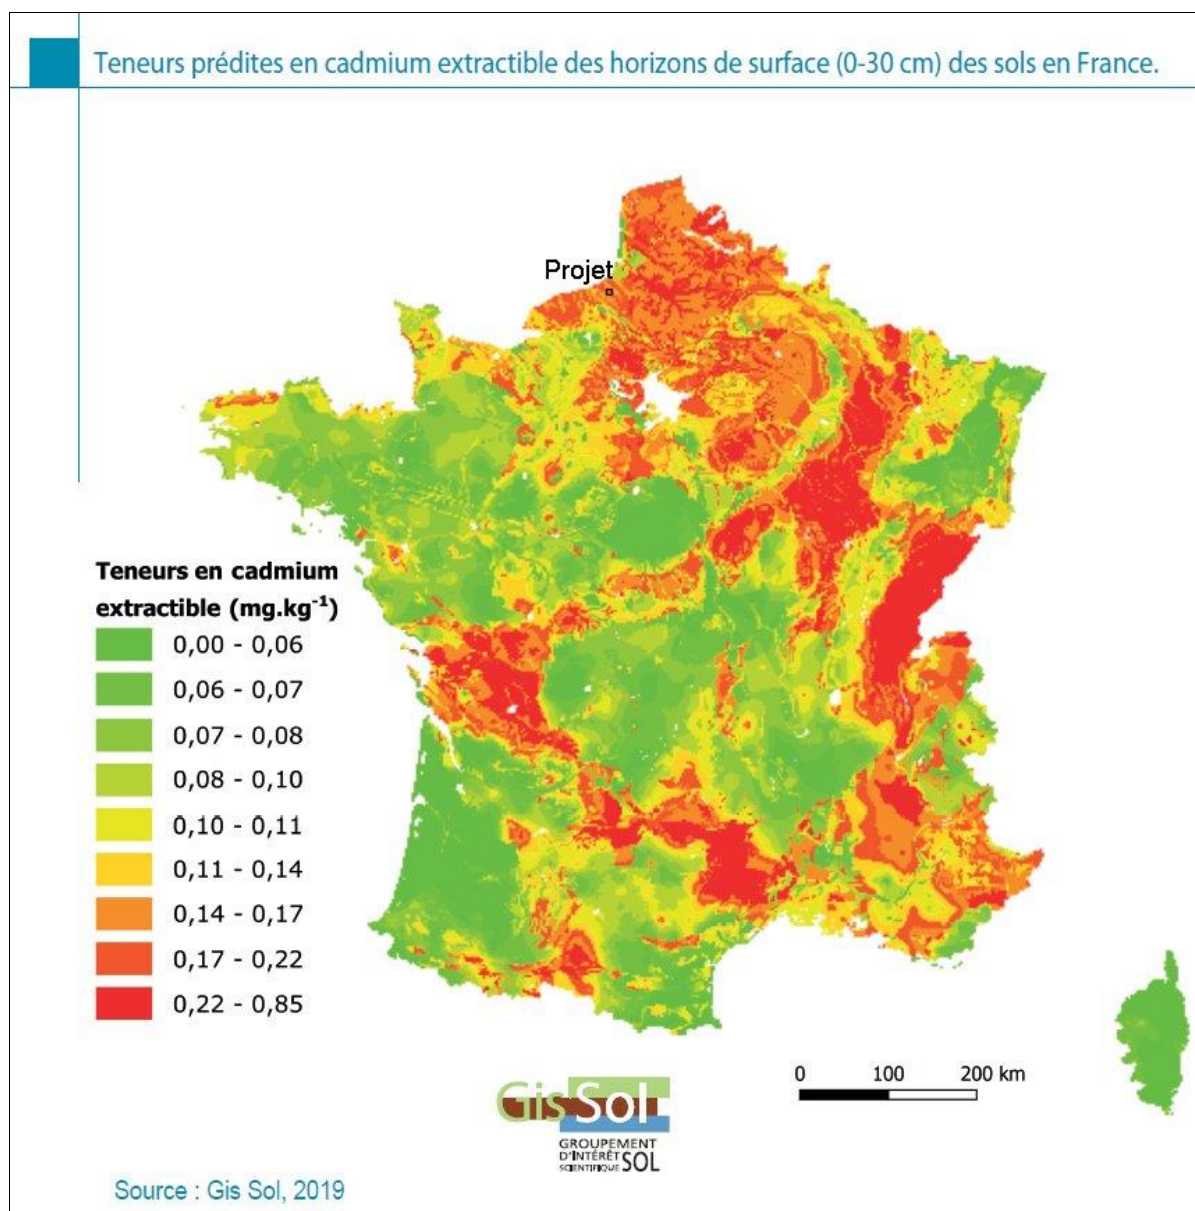 Teneurs prédites en cadmium extractible des horizons de surface (0-30 cm) des sols en France.
Projet
Teneurs en cadmium
extractible (mg.kg⁻¹)
0,00 - 0,06
0,06 - 0,07
0,07 - 0,08
0,08 - 0,10
0,10 - 0,11
0,11 - 0,14
0,14 - 0,17
0,17 - 0,22
0,22 - 0,85
0 100 200 km
GisSol
GROUPEMENT
D'INTÉRÊT
SCIENTIFIQUE SOL
Source : Gis Sol, 2019